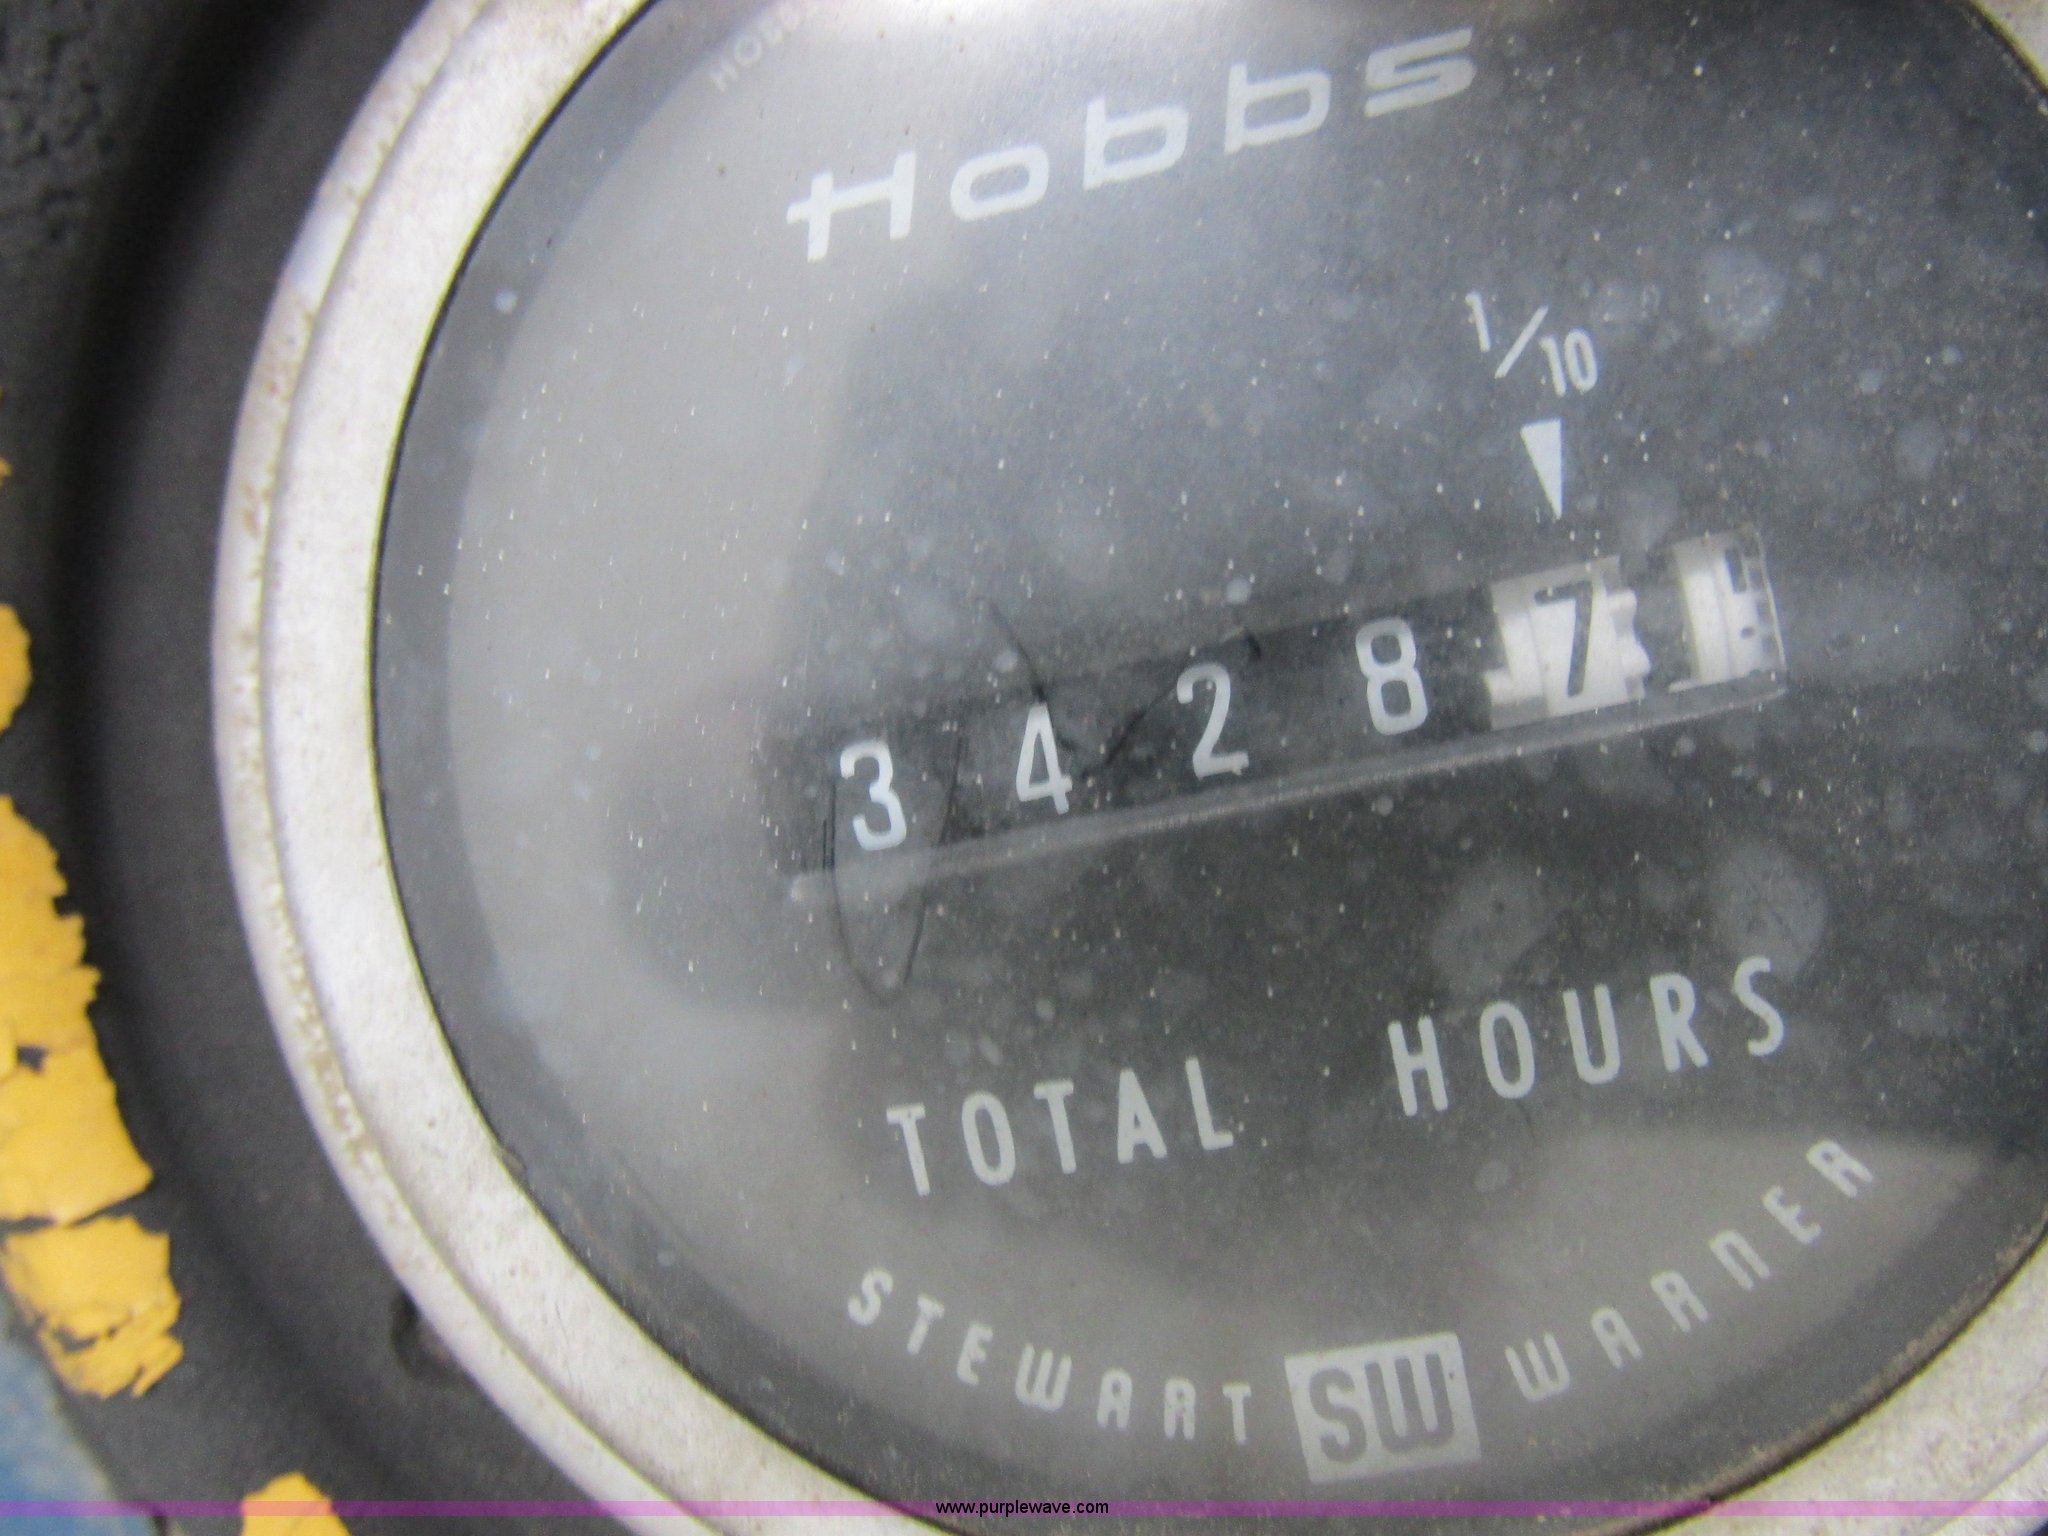 Hobbs
1/10
3 4 2 8 7
TOTAL HOURS
STEWART SW WARNER
www.purplewave.com